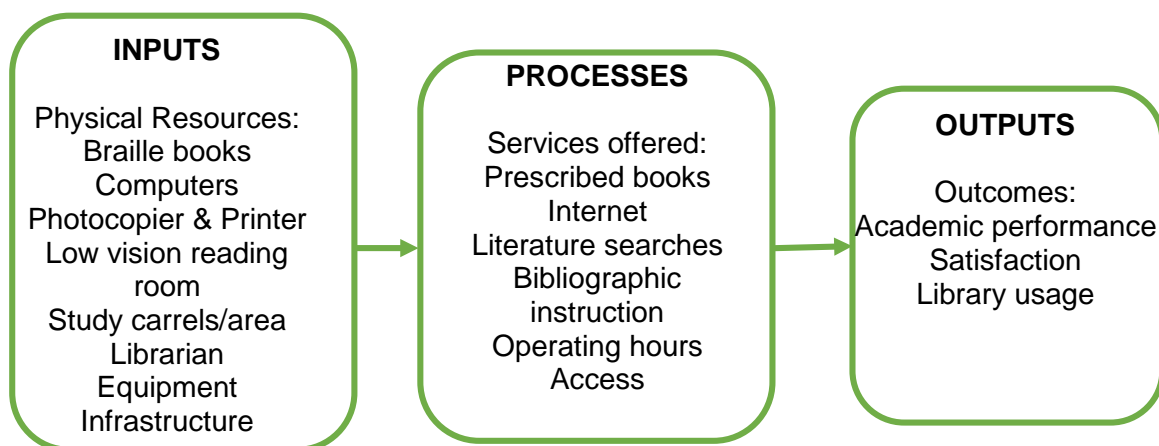 INPUTS
Physical Resources:
Braille books
Computers
Photocopier & Printer
Low vision reading
room
Study carrels/area
Librarian
Equipment
Infrastructure
PROCESSES
Services offered:
Prescribed books
Internet
Literature searches
Bibliographic
instruction
Operating hours
Access
OUTPUTS
Outcomes:
Academic performance
Satisfaction
Library usage